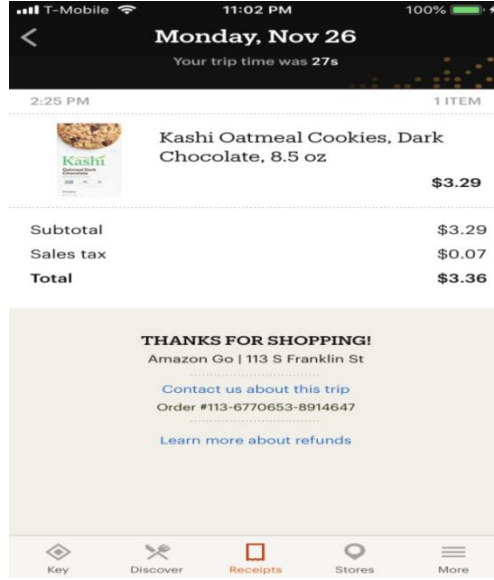 T-Mobile 11:02 PM 100%
Monday, Nov 26
Your trip time was 27s
2:25 PM 1 ITEM
Kashi
Oatmeal Dark
Chocolate
Kashi Oatmeal Cookies, Dark
Chocolate, 8.5 oz
$3.29
Subtotal $3.29
Sales tax $0.07
Total $3.36
THANKS FOR SHOPPING!
Amazon Go | 113 S Franklin St
Contact us about this trip
Order #113-6770653-8914647
Learn more about refunds
Key Discover Receipts Stores More